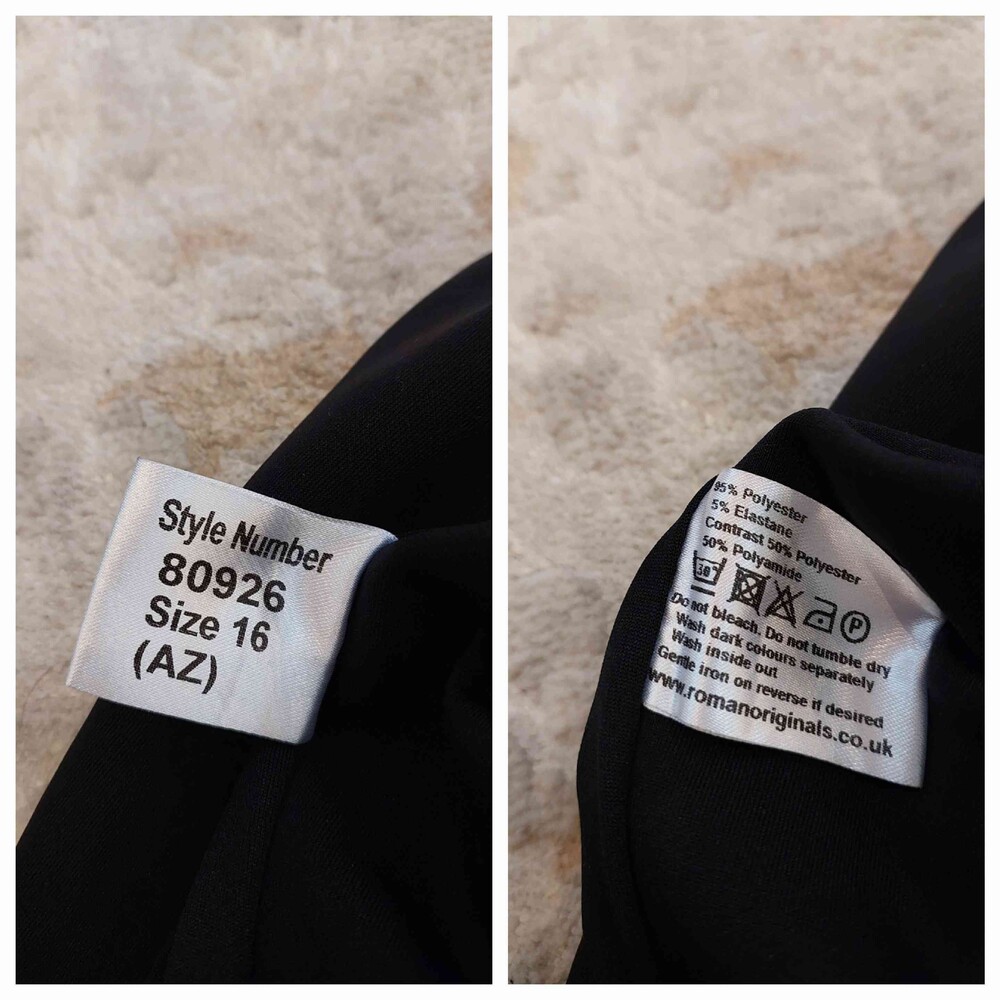 Style Number
80926
Size 16
(AZ)
95% Polyester
5% Elastane
Contrast 50% Polyester
50% Polyamide
30°
P
Do not bleach. Do not tumble dry
Wash dark colours separately
Wash inside out
Gentle iron on reverse if desired
www.romanoriginals.co.uk